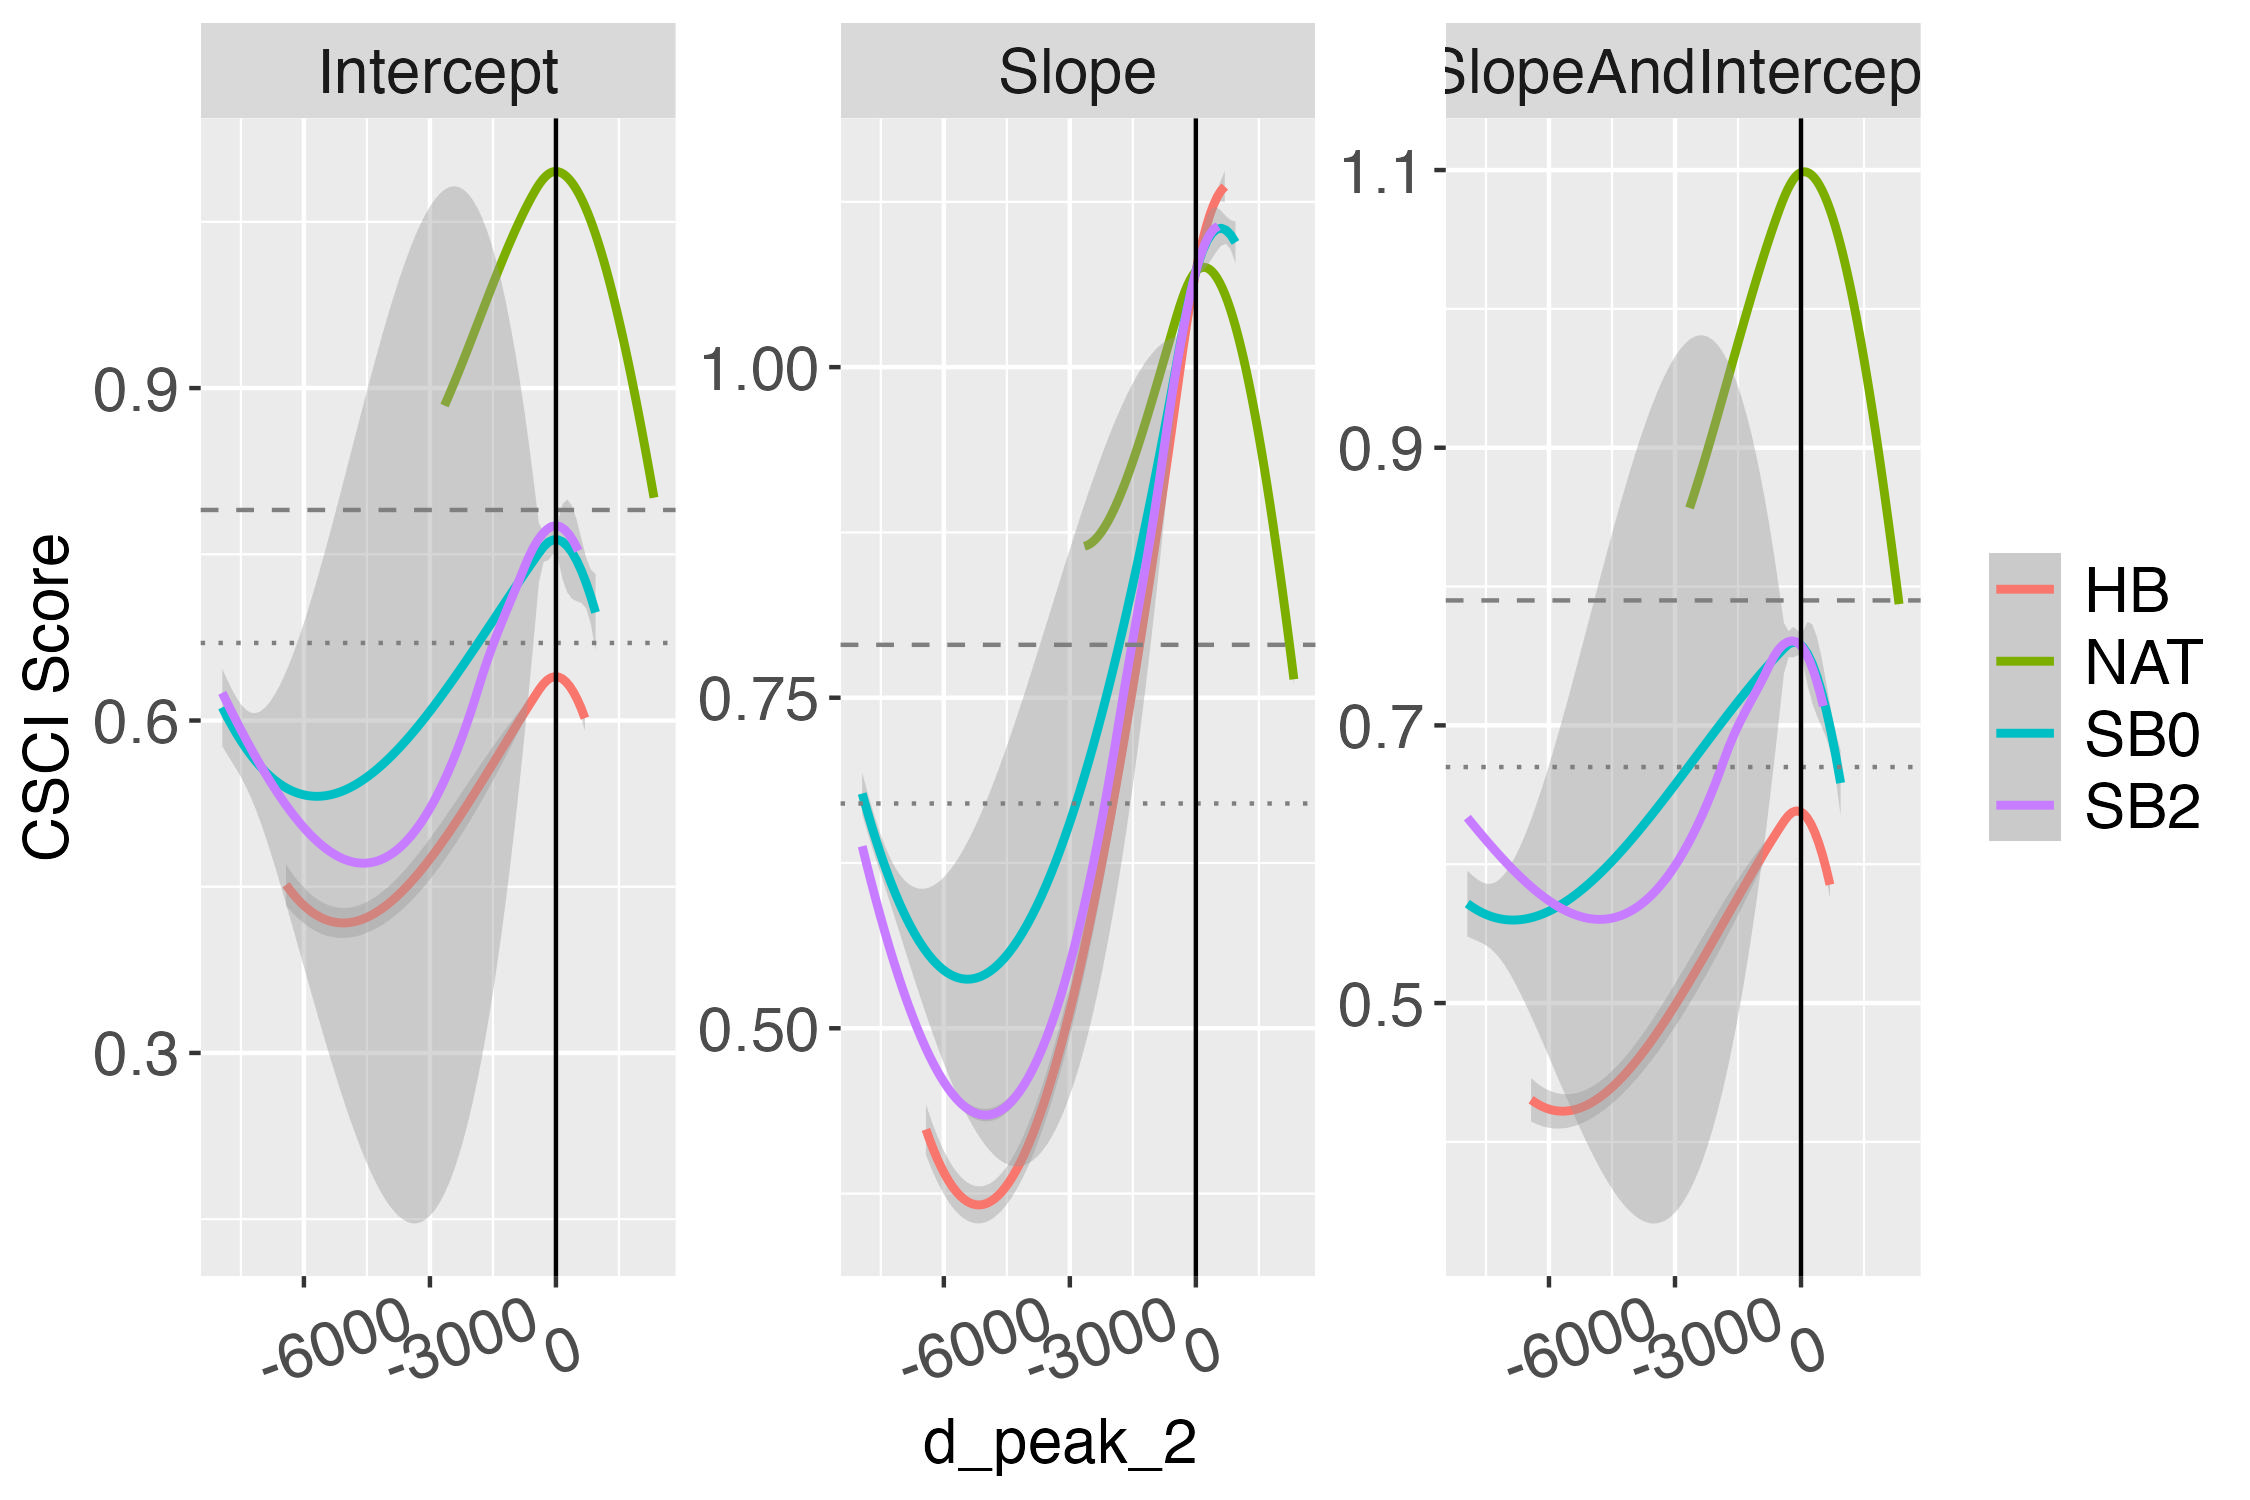 Intercept
Slope
SlopeAndIntercep
CSCI Score
0.9
0.6
0.3
1.00
0.75
0.50
1.1
0.9
0.7
0.5
-6000 -3000 0
-6000 -3000 0
-6000 -3000 0
d_peak_2
HB
NAT
SB0
SB2